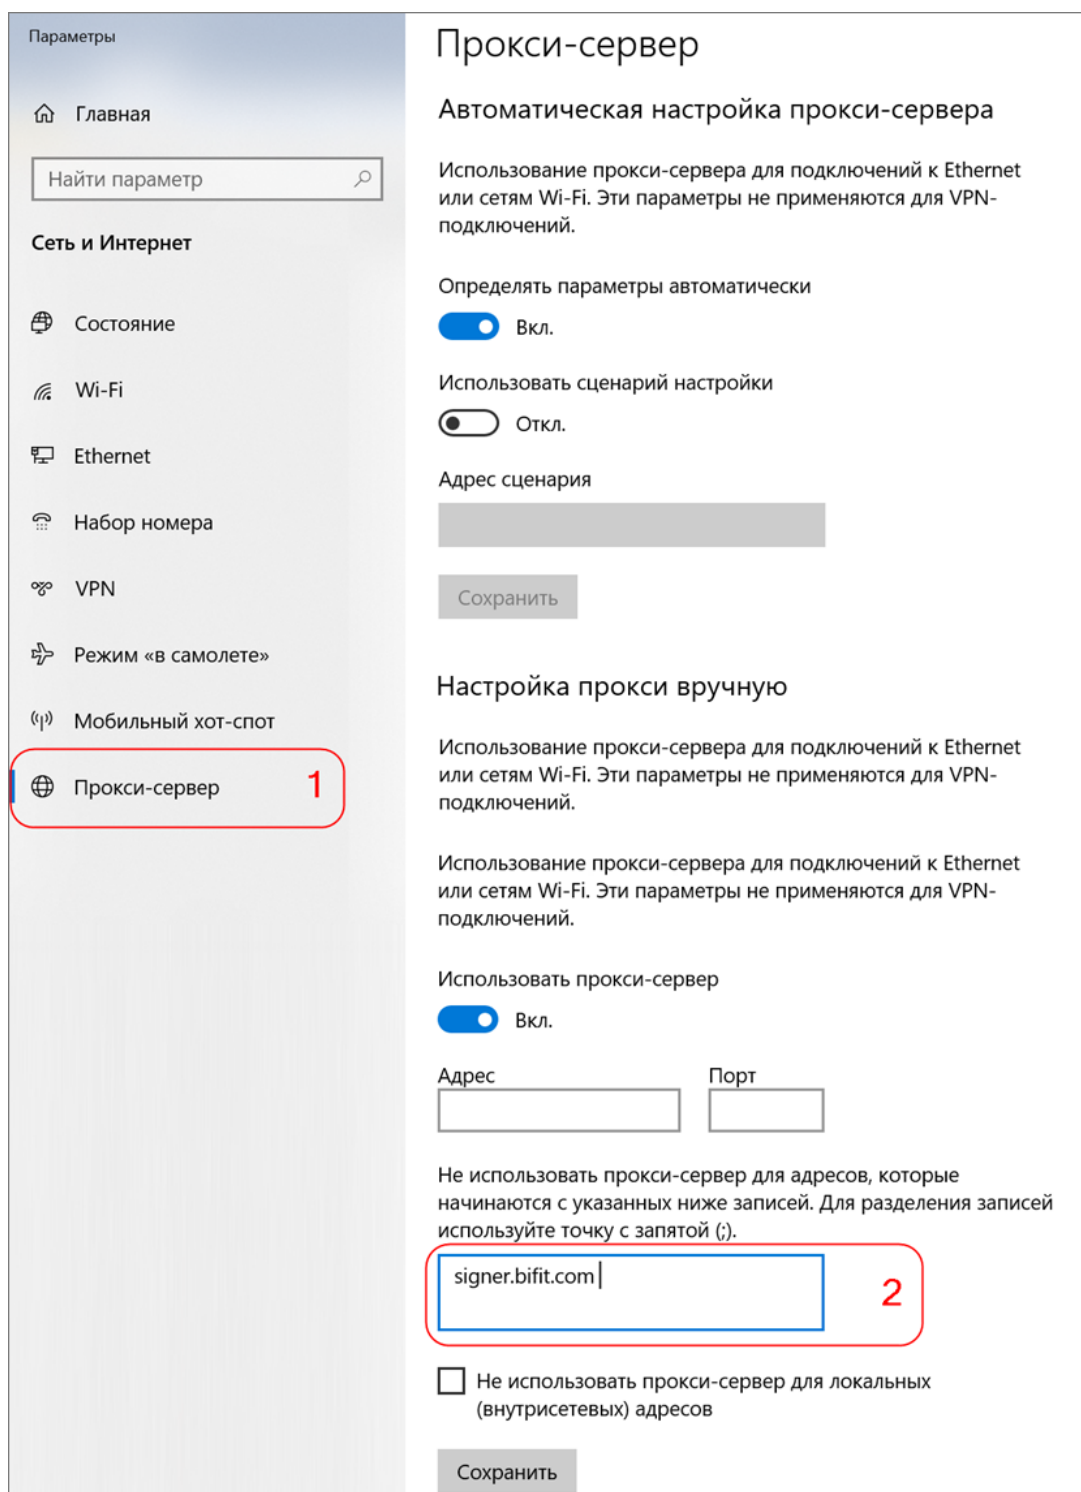 Параметры
Главная
Найти параметр
Сеть и Интернет
Состояние
Wi-Fi
Ethernet
Набор номера
VPN
Режим «в самолете»
Мобильный хот-спот
Прокси-сервер
1
Прокси-сервер
Автоматическая настройка прокси-сервера
Использование прокси-сервера для подключений к Ethernet
или сетям Wi-Fi. Эти параметры не применяются для VPN-
подключений.
Определять параметры автоматически
Вкл.
Использовать сценарий настройки
Откл.
Адрес сценария
Сохранить
Настройка прокси вручную
Использование прокси-сервера для подключений к Ethernet
или сетям Wi-Fi. Эти параметры не применяются для VPN-
подключений.
Использование прокси-сервера для подключений к Ethernet
или сетям Wi-Fi. Эти параметры не применяются для VPN-
подключений.
Использовать прокси-сервер
Вкл.
Адрес Порт
Не использовать прокси-сервер для адресов, которые
начинаются с указанных ниже записей. Для разделения записей
используйте точку с запятой (;).
signer.bifit.com
2
Не использовать прокси-сервер для локальных
(внутрисетевых) адресов
Сохранить